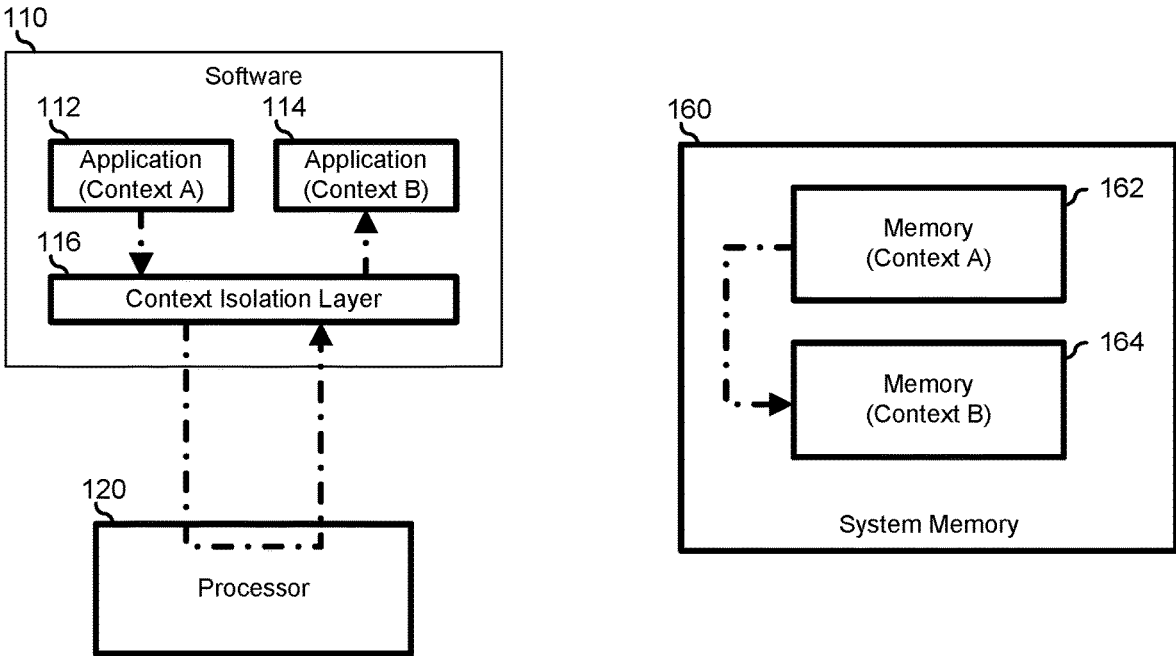 110
Software
112
Application
(Context A)
114
Application
(Context B)
116
Context Isolation Layer
120
Processor
160
162
Memory
(Context A)
164
Memory
(Context B)
System Memory